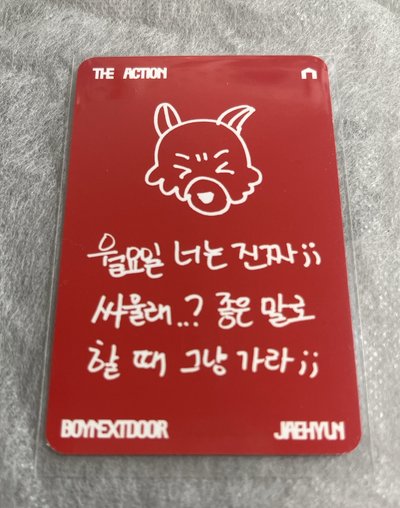 THE ACTION
월요일 너는 진짜;;
싸울래..? 좋은 말로
할 때 그냥 가라;;
BOYNEXTDOOR JAEHYUN